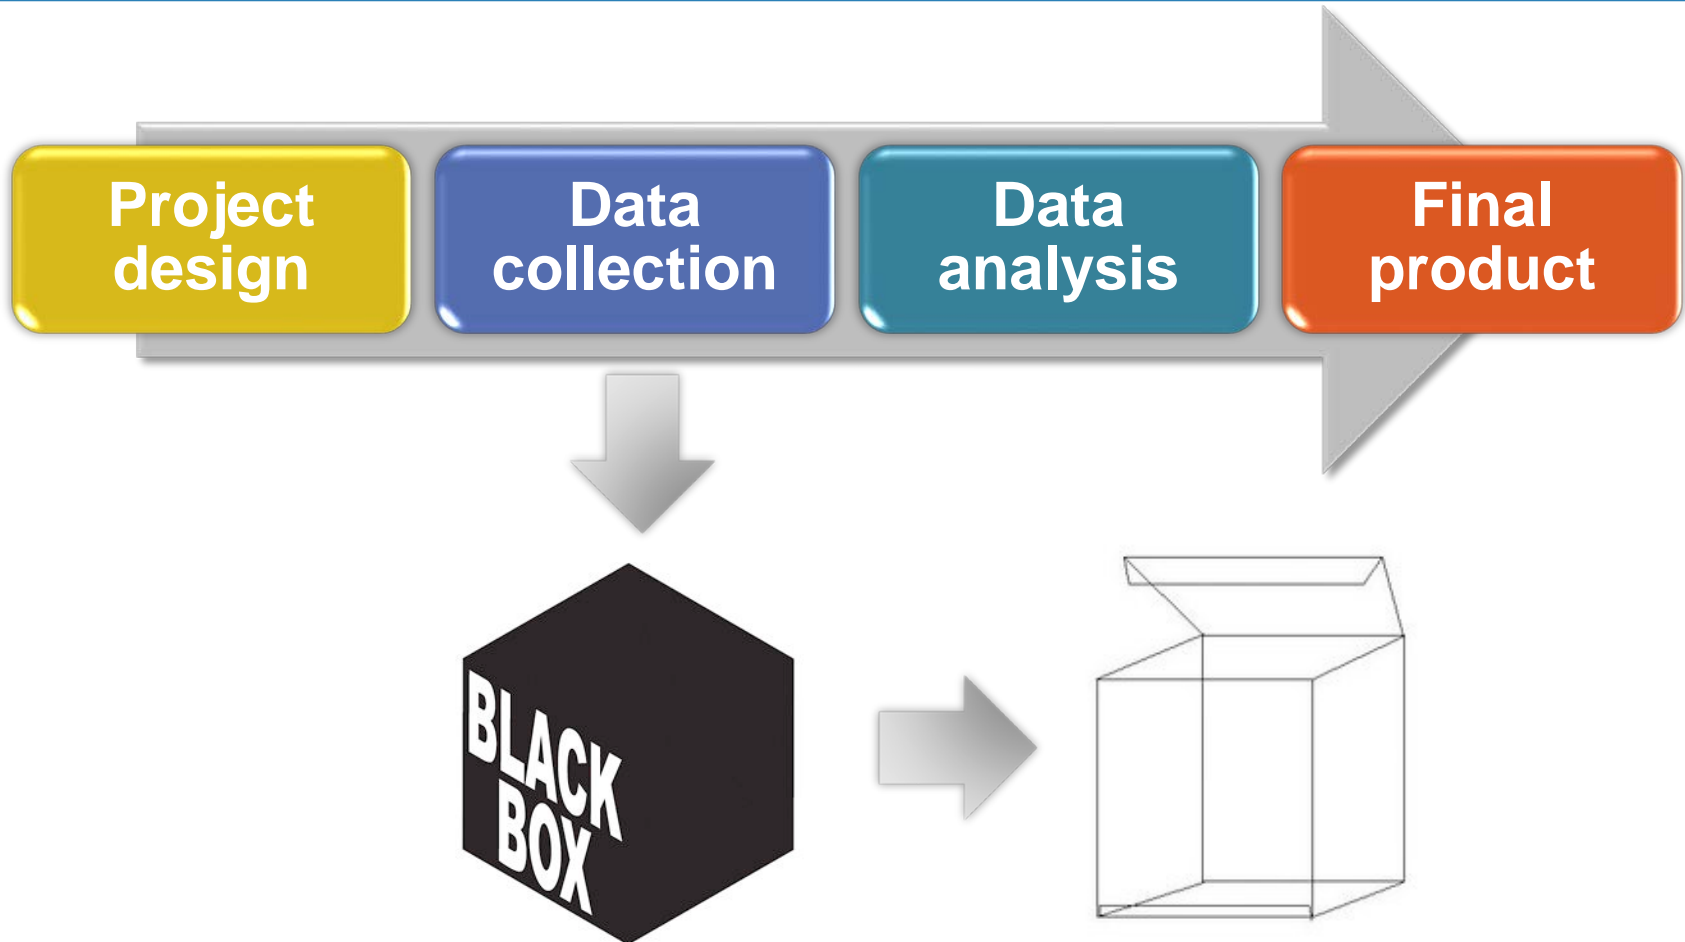 Project
design
Data
collection
Data
analysis
Final
product
BLACK
BOX